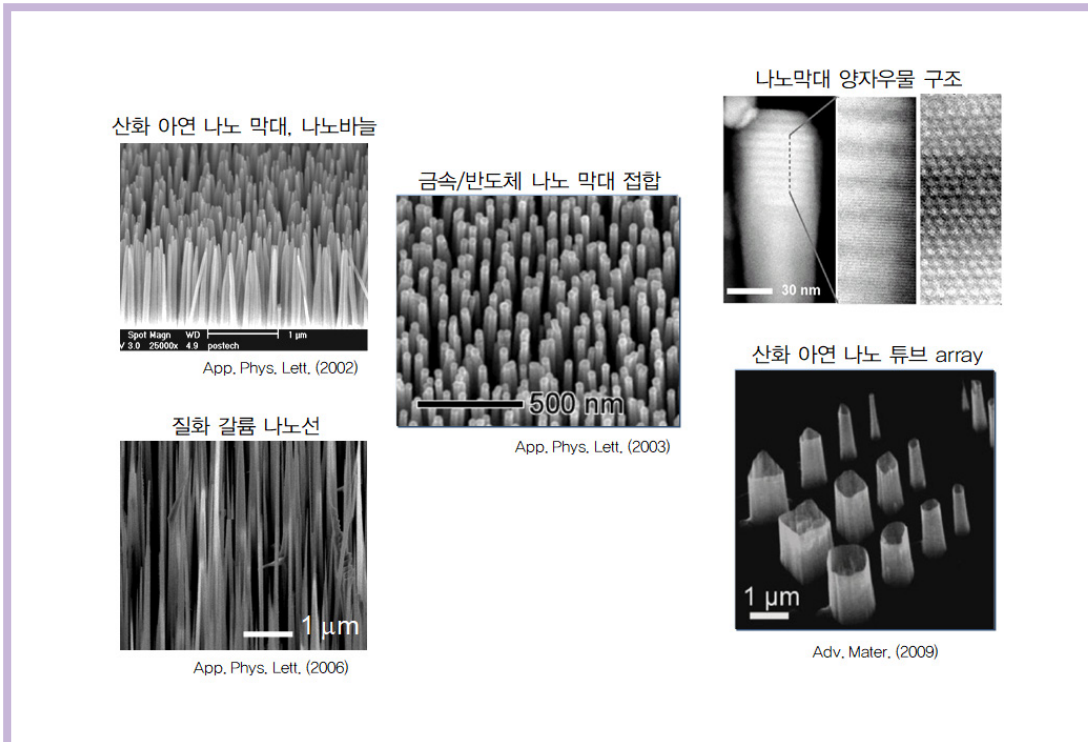 산화 아연 나노 막대, 나노바늘
Spot Magn WD 1 μm
V 3.0 25000x 4.9 postech
App. Phys. Lett. (2002)
질화 갈륨 나노선
1 μm
App. Phys. Lett. (2006)
금속/반도체 나노 막대 접합
500 nm
App. Phys. Lett. (2003)
나노막대 양자우물 구조
30 nm
산화 아연 나노 튜브 array
1 μm
Adv. Mater. (2009)